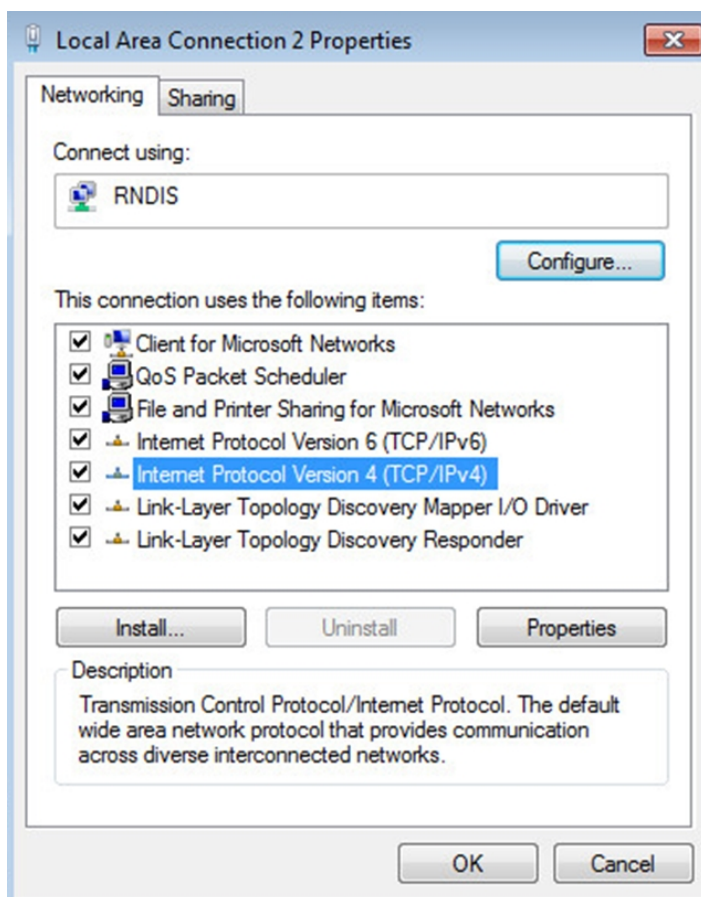 Local Area Connection 2 Properties
Networking
Sharing
Connect using:
RNDIS
Configure...
This connection uses the following items:
Client for Microsoft Networks
QoS Packet Scheduler
File and Printer Sharing for Microsoft Networks
Internet Protocol Version 6 (TCP/IPv6)
Internet Protocol Version 4 (TCP/IPv4)
Link-Layer Topology Discovery Mapper I/O Driver
Link-Layer Topology Discovery Responder
Install...
Uninstall
Properties
Description
Transmission Control Protocol/Internet Protocol. The default
wide area network protocol that provides communication
across diverse interconnected networks.
OK
Cancel